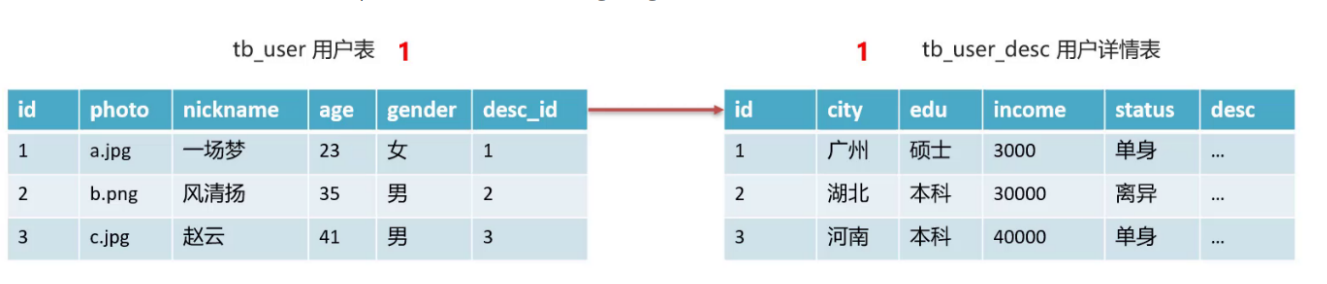 tb_user 用户表 1 1 tb_user_desc 用户详情表
id photo nickname age gender desc_id id city edu income status desc
1 a.jpg 一场梦 23 女 1 1 广州 硕士 3000 单身 ...
2 b.png 风清扬 35 男 2 2 湖北 本科 30000 离异 ...
3 c.jpg 赵云 41 男 3 3 河南 本科 40000 单身 ...